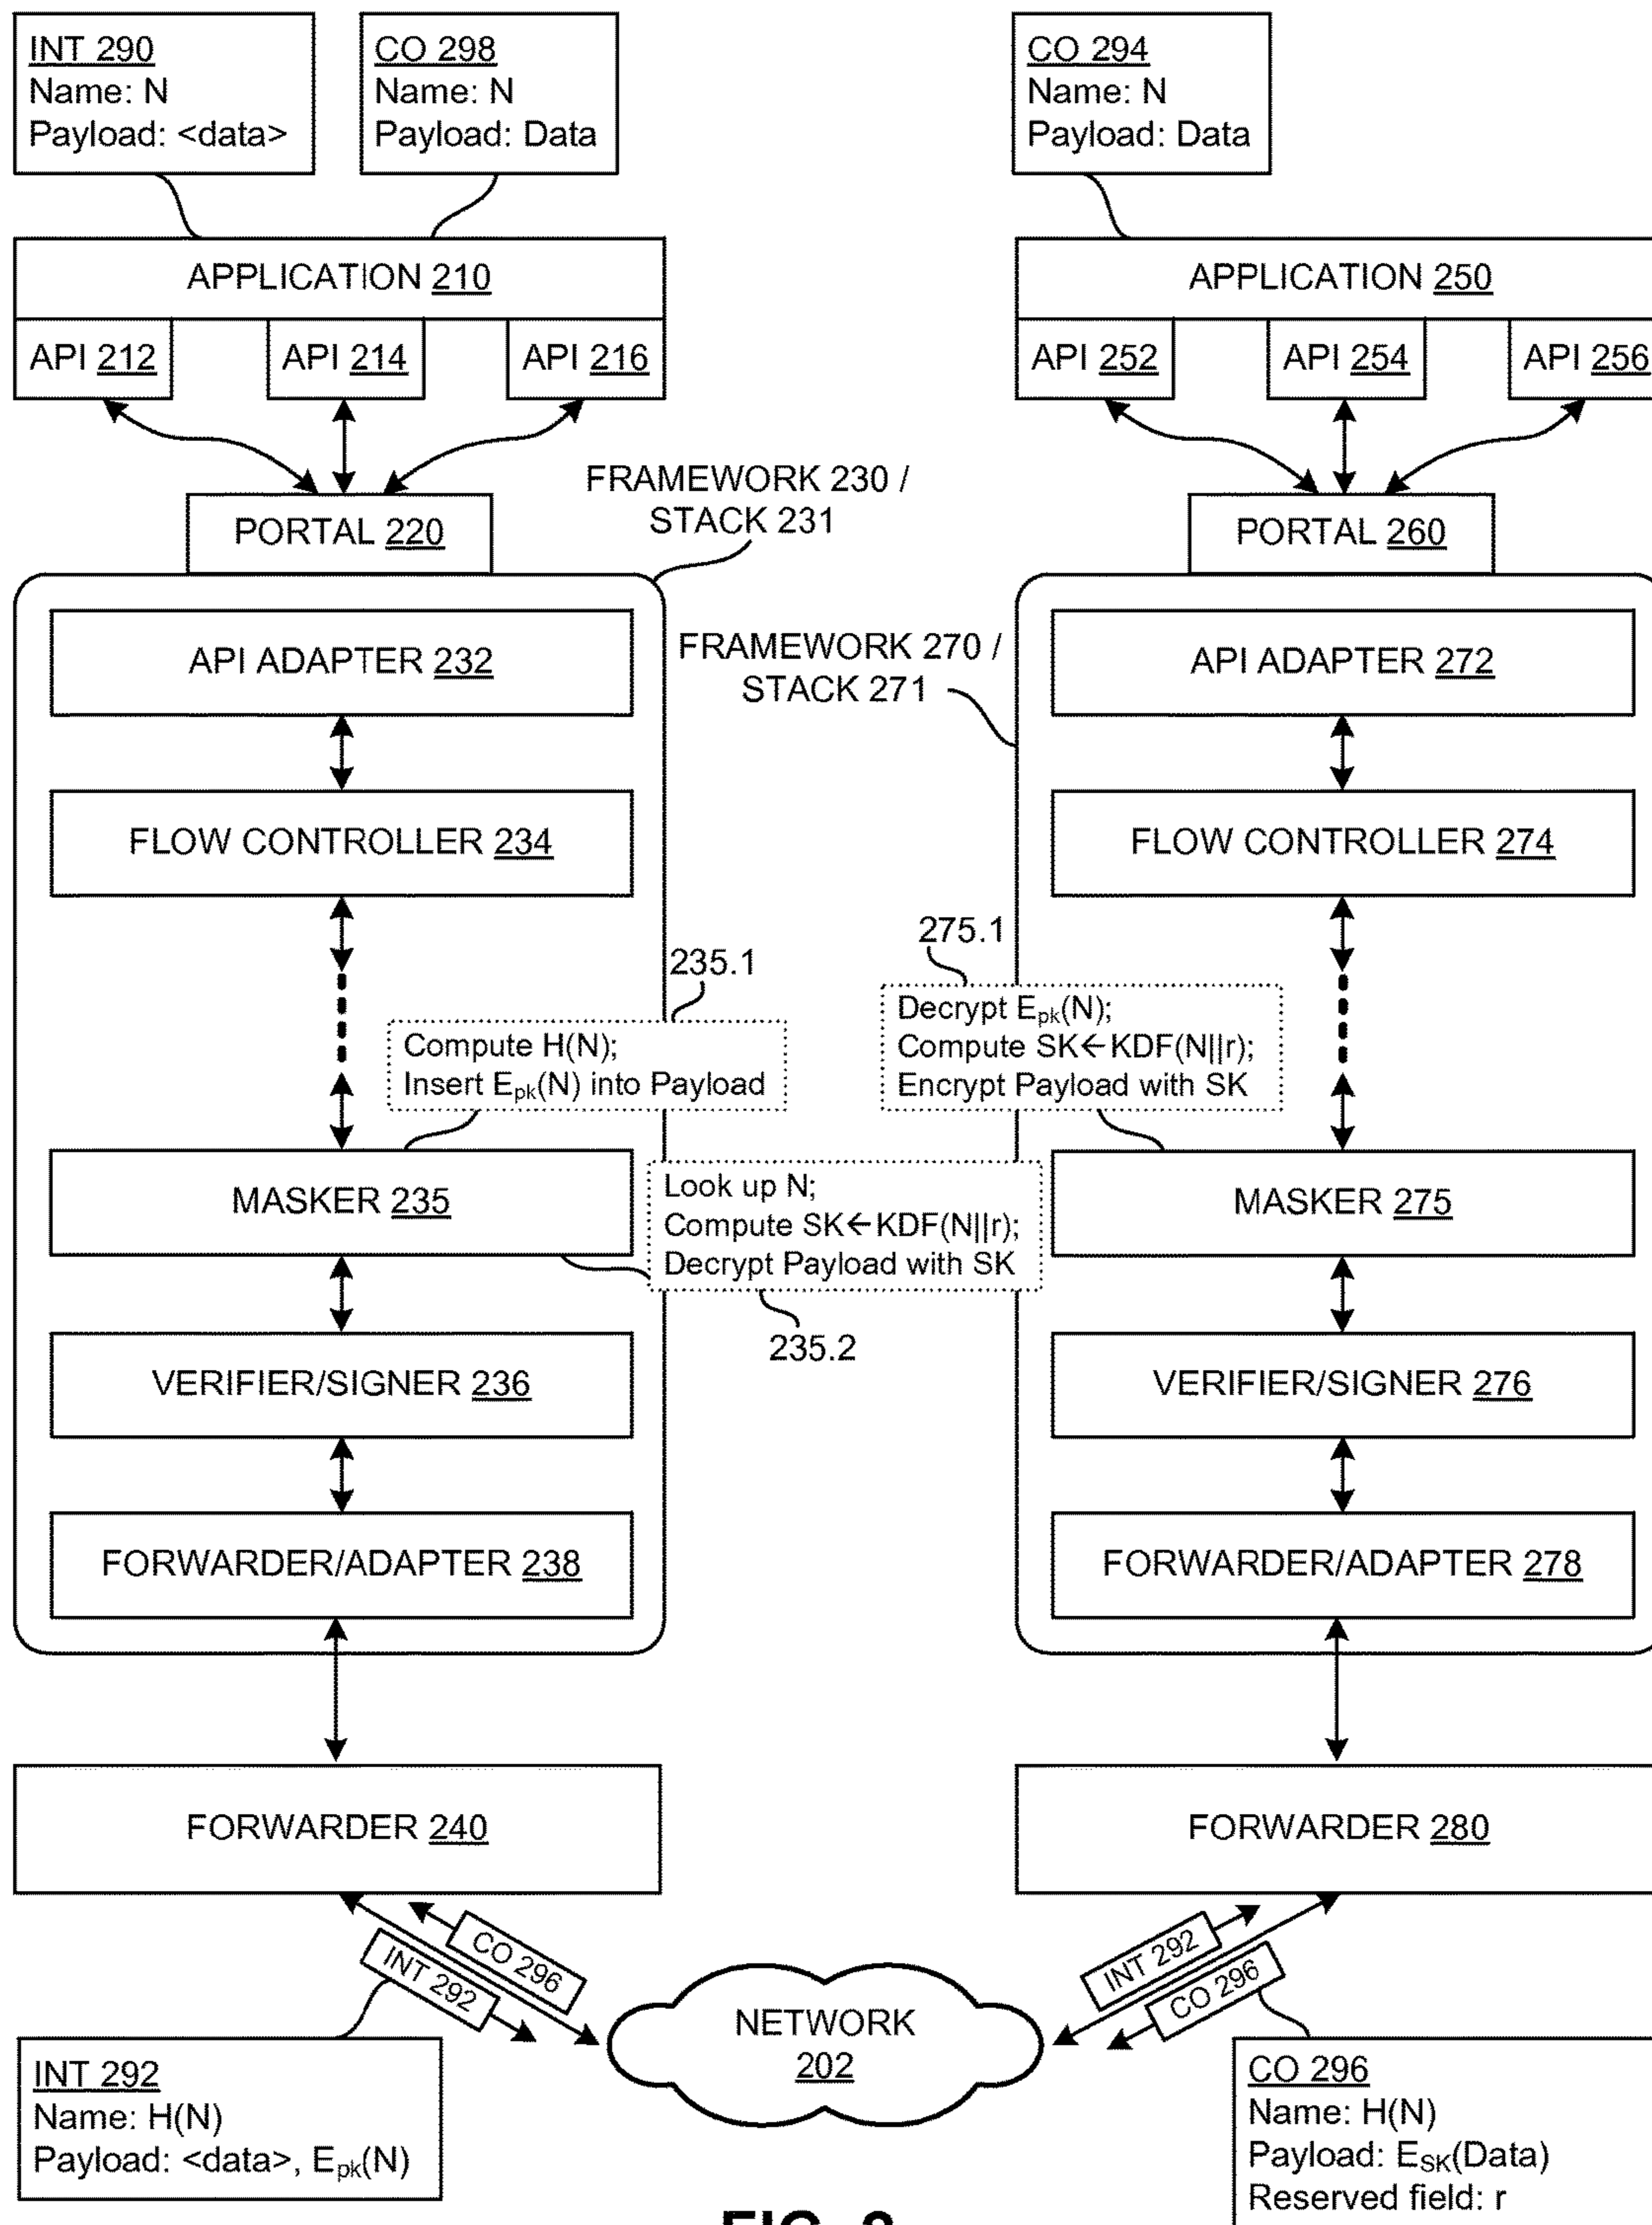 INT 290
Name: N
Payload: <data>
CO 298
Name: N
Payload: Data
CO 294
Name: N
Payload: Data
APPLICATION 210
API 212
API 214
API 216
APPLICATION 250
API 252
API 254
API 256
PORTAL 220
FRAMEWORK 230 /
STACK 231
PORTAL 260
API ADAPTER 232
FRAMEWORK 270 /
STACK 271
API ADAPTER 272
FLOW CONTROLLER 234
FLOW CONTROLLER 274
235.1
275.1
Compute H(N);
Insert Epk(N) into Payload
Decrypt Epk(N);
Compute SK←KDF(N||r);
Encrypt Payload with SK
MASKER 235
Look up N;
Compute SK←KDF(N||r);
Decrypt Payload with SK
235.2
MASKER 275
VERIFIER/SIGNER 236
VERIFIER/SIGNER 276
FORWARDER/ADAPTER 238
FORWARDER/ADAPTER 278
FORWARDER 240
FORWARDER 280
CO 296
INT 292
INT 292
CO 296
NETWORK
202
INT 292
Name: H(N)
Payload: <data>, Epk(N)
CO 296
Name: H(N)
Payload: ESK(Data)
Reserved field: r